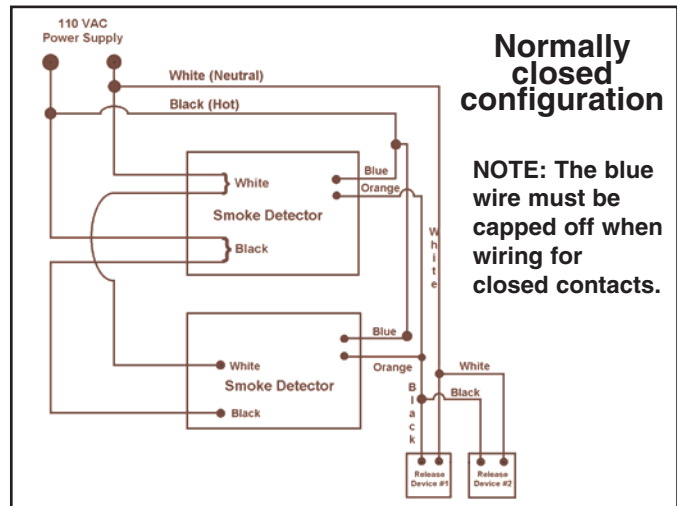 110 VAC
Power Supply
Normally
closed
configuration
White (Neutral)
Black (Hot)
NOTE: The blue
wire must be
capped off when
wiring for
closed contacts.
Blue
White
Orange
Smoke Detector
White
Black
Blue
White
Orange
White
Smoke Detector
Black
Black
Black
Release
Device #1
Release
Device #2